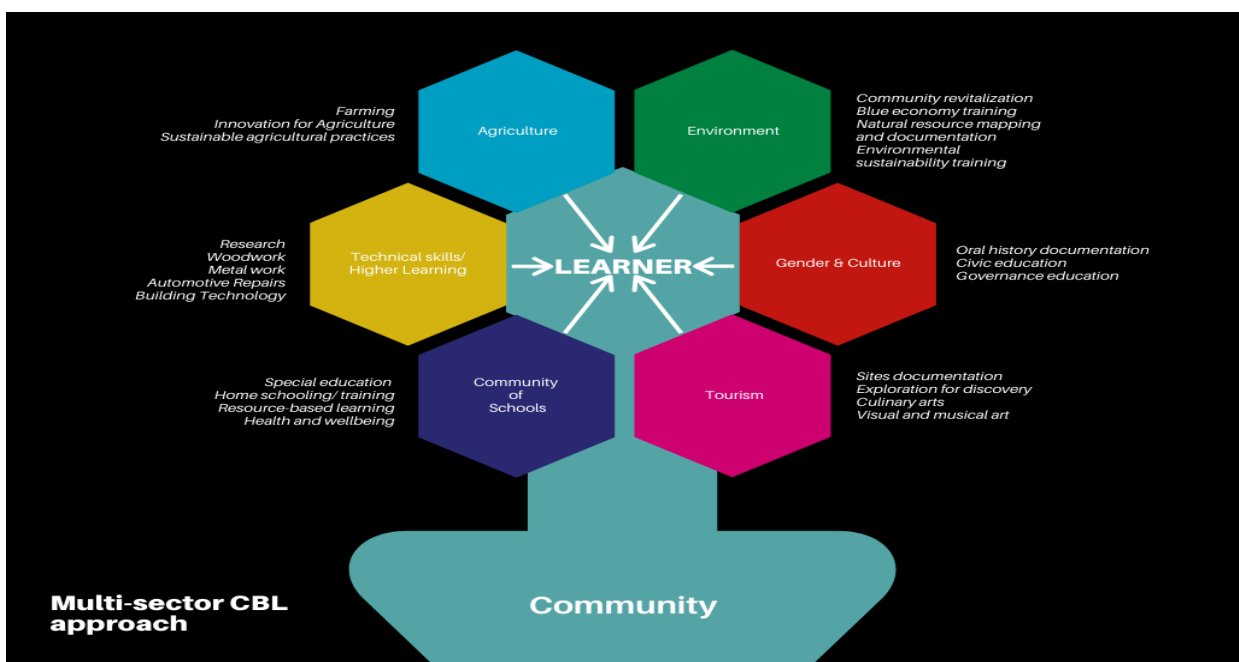 Farming
Innovation for Agriculture
Sustainable agricultural practices
Agriculture
Environment
Community revitalization
Blue economy training
Natural resource mapping
and documentation
Environmental
sustainability training
Research
Woodwork
Metal work
Automotive Repairs
Building Technology
Technical skills/
Higher Learning
LEARNER
Gender & Culture
Oral history documentation
Civic education
Governance education
Special education
Home schooling/ training
Resource-based learning
Health and wellbeing
Community
of
Schools
Tourism
Sites documentation
Exploration for discovery
Culinary arts
Visual and musical art
Multi-sector CBL
approach
Community